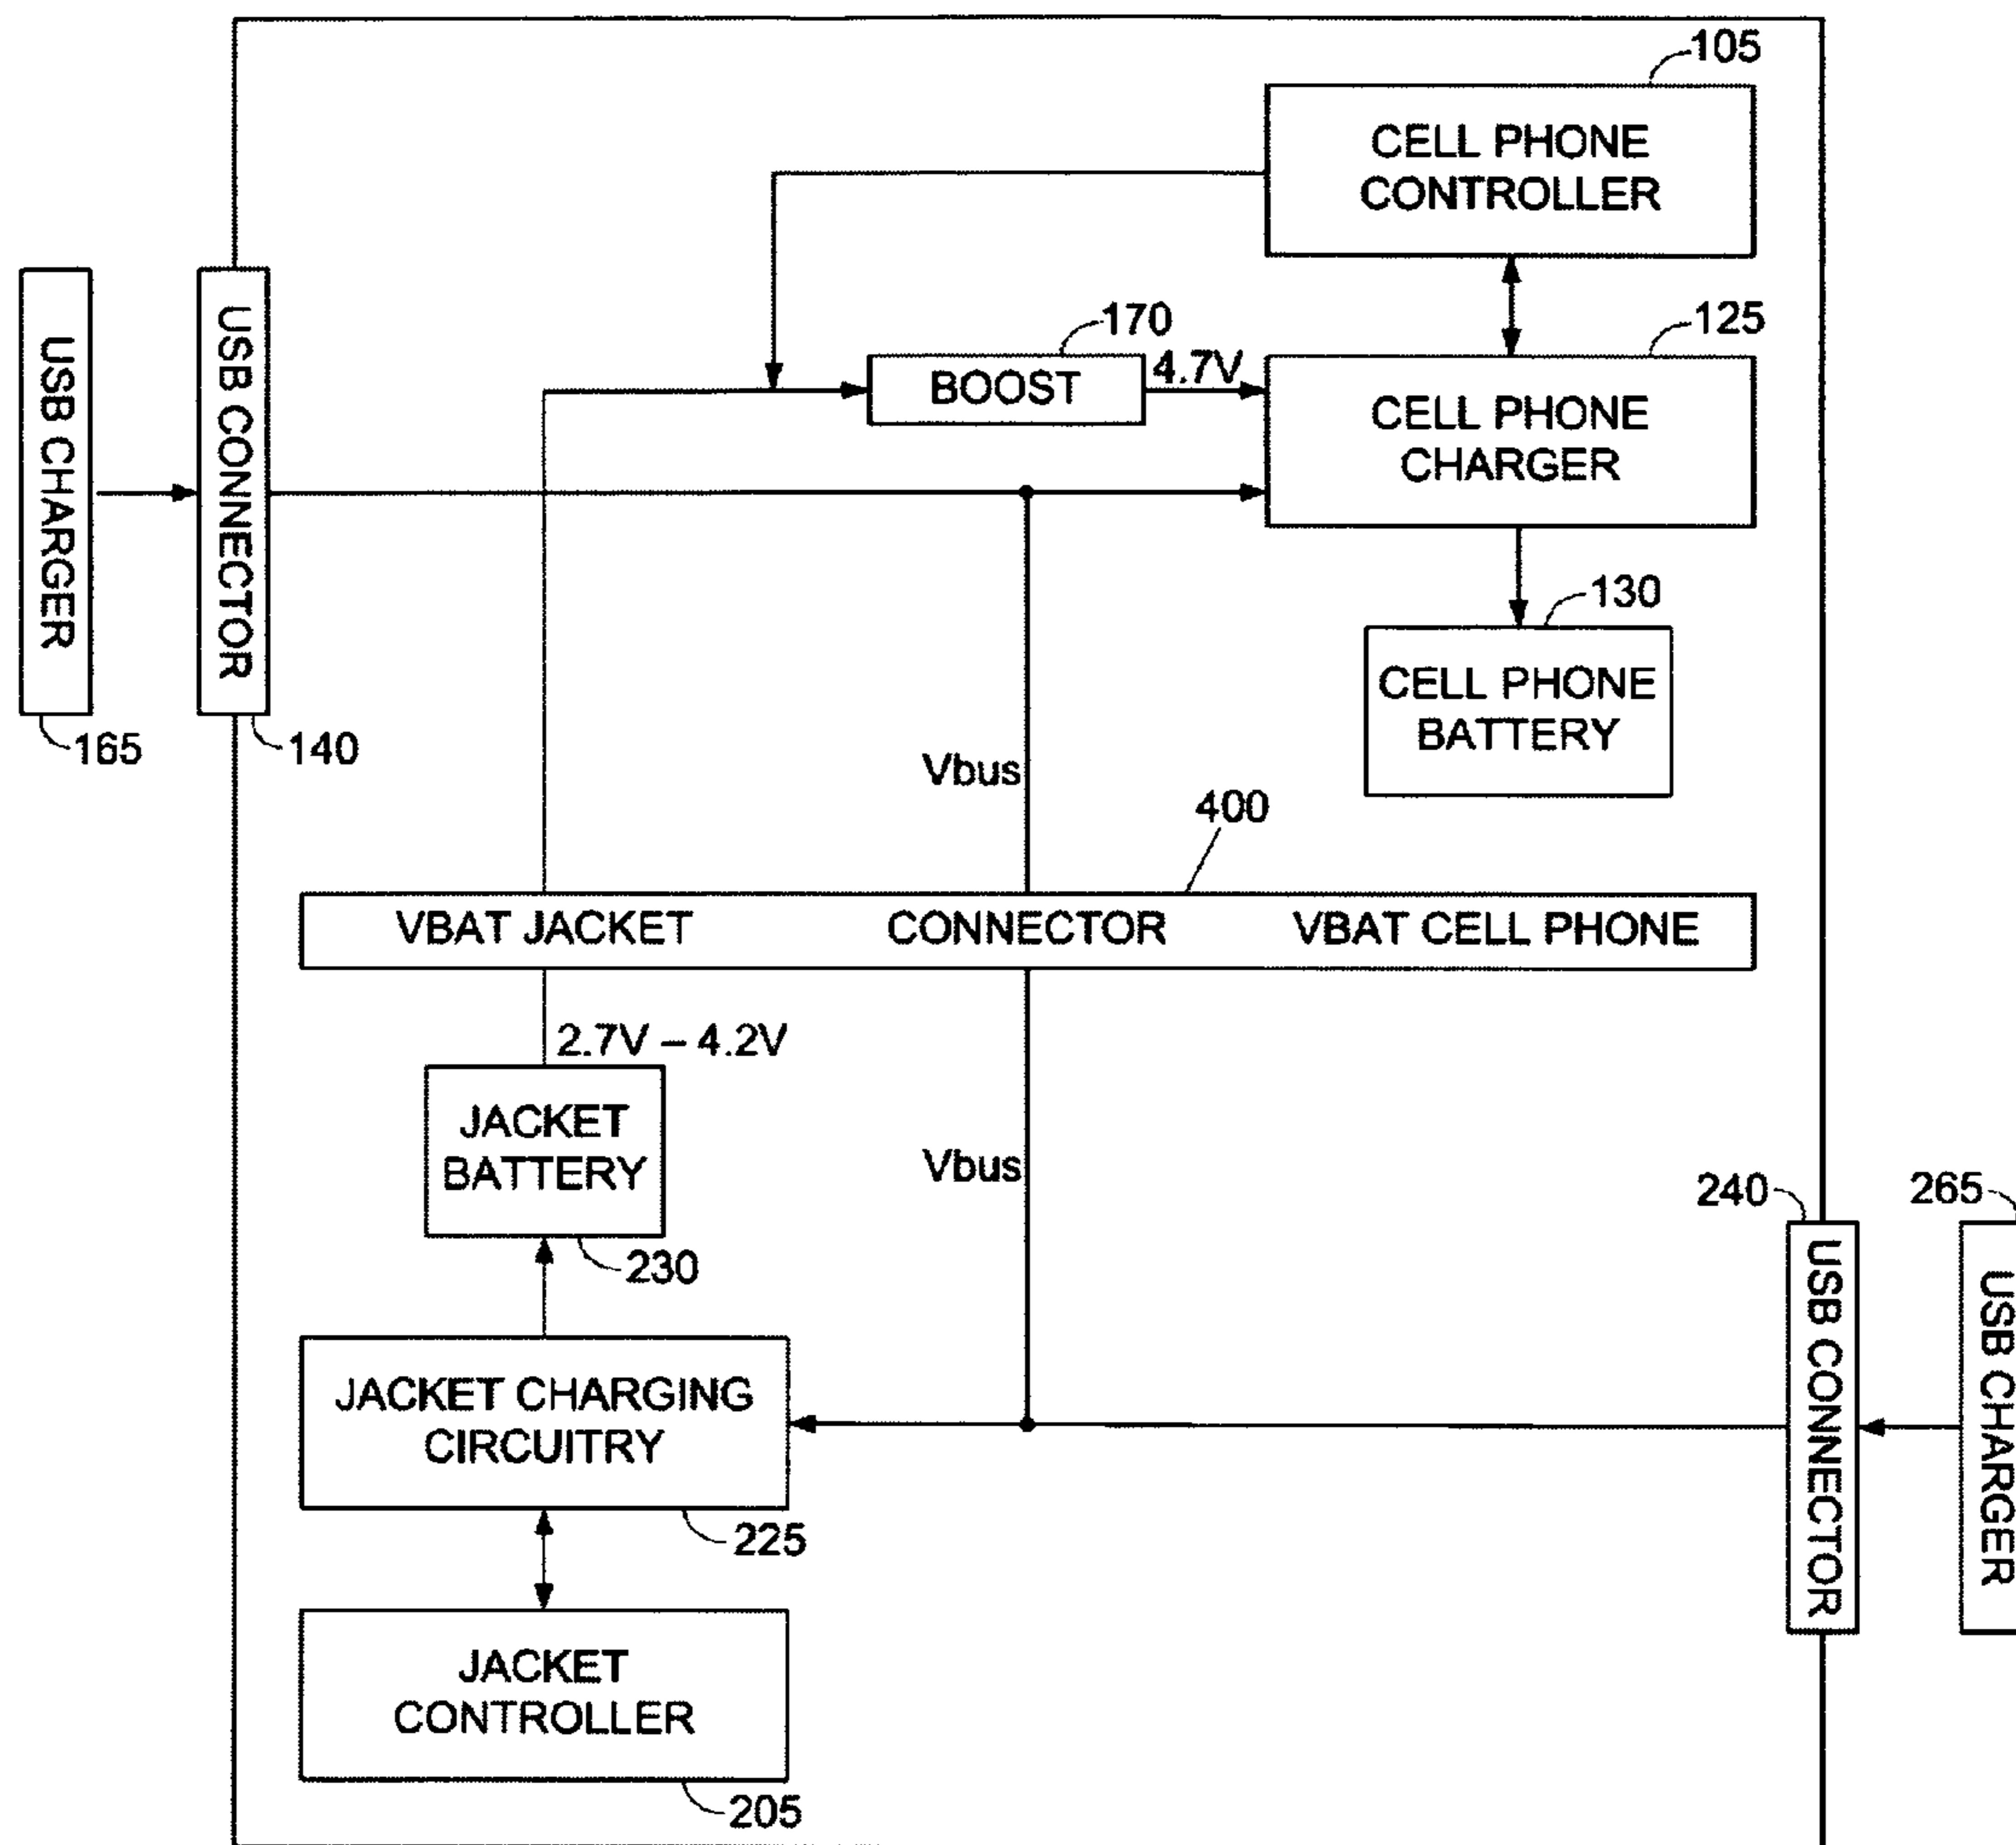 105
CELL PHONE
CONTROLLER
170
125
BOOST
4.7V
CELL PHONE
CHARGER
USB CHARGER
USB CONNECTOR
130
CELL PHONE
BATTERY
165
140
Vbus
400
VBAT JACKET CONNECTOR VBAT CELL PHONE
2.7V – 4.2V
JACKET
BATTERY
Vbus
230
240
265
USB CONNECTOR
USB CHARGER
JACKET CHARGING
CIRCUITRY
225
JACKET
CONTROLLER
205